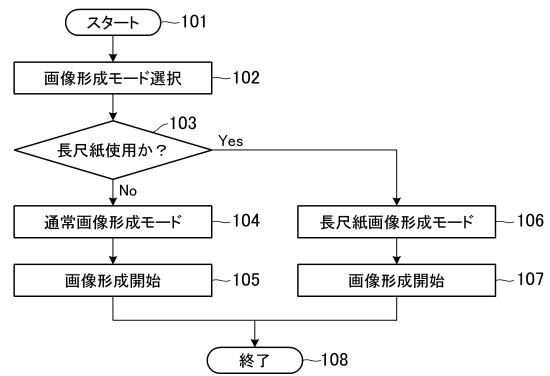 スタート 101
画像形成モード選択 102
103
長尺紙使用か?
Yes
No
通常画像形成モード 104
長尺紙画像形成モード 106
画像形成開始 105
画像形成開始 107
終了 108